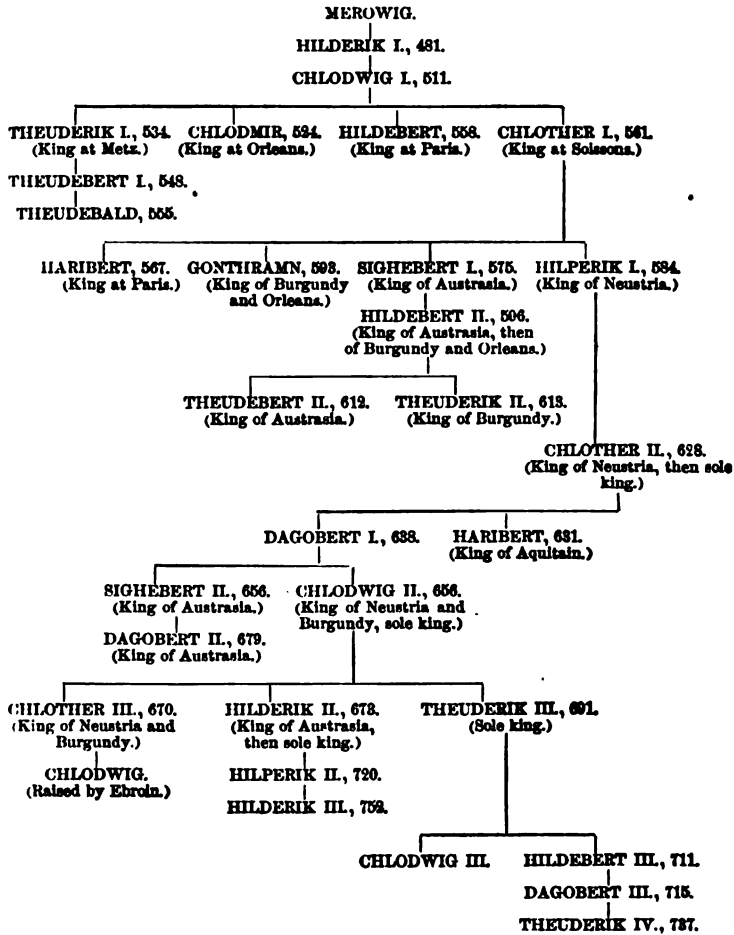 MEROWIG.
HILDERIK I., 481.
CHLODWIG I., 511.
THEUDERIK I., 534. CHLODMIR, 524. HILDEBERT, 558. CHLOTHER I., 561.
(King at Metz.) (King at Orleans.) (King at Paris.) (King at Soissons.)
THEUDEBERT I., 548.
THEUDEBALD, 555.
HARIBERT, 567. GONTHRAMN, 593. SIGHEBERT I., 575. HILPERIK I., 584.
(King at Paris.) (King of Burgundy (King of Austrasia.) (King of Neustria.)
and Orleans.)
HILDEBERT II., 596.
(King of Austrasia, then
of Burgundy and Orleans.)
THEUDEBERT II., 612. THEUDERIK II., 613.
(King of Austrasia.) (King of Burgundy.)
CHLOTHER II., 628.
(King of Neustria, then sole
king.)
DAGOBERT I., 638. HARIBERT, 631.
(King of Aquitain.)
SIGHEBERT II., 656. CHLODWIG II., 656.
(King of Austrasia.) (King of Neustria and
Burgundy, sole king.)
DAGOBERT II., 679.
(King of Austrasia.)
CHLOTHER III., 670. HILDERIK II., 673. THEUDERIK III., 691.
(King of Neustria and (King of Austrasia, (Sole king.)
Burgundy.) then sole king.)
CHLODWIG. HILPERIK II., 720.
(Raised by Ebroin.)
HILDERIK III., 752.
CHLODWIG III. HILDEBERT III., 711.
DAGOBERT III., 715.
THEUDERIK IV., 737.